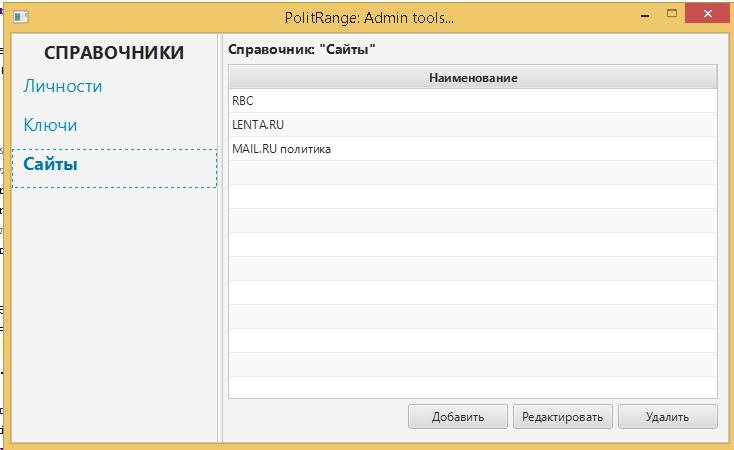 PolitRange: Admin tools...
СПРАВОЧНИКИ
Личности
Ключи
Сайты
Справочник: "Сайты"
Наименование
RBC
LENTA.RU
MAIL.RU политика
Добавить
Редактировать
Удалить